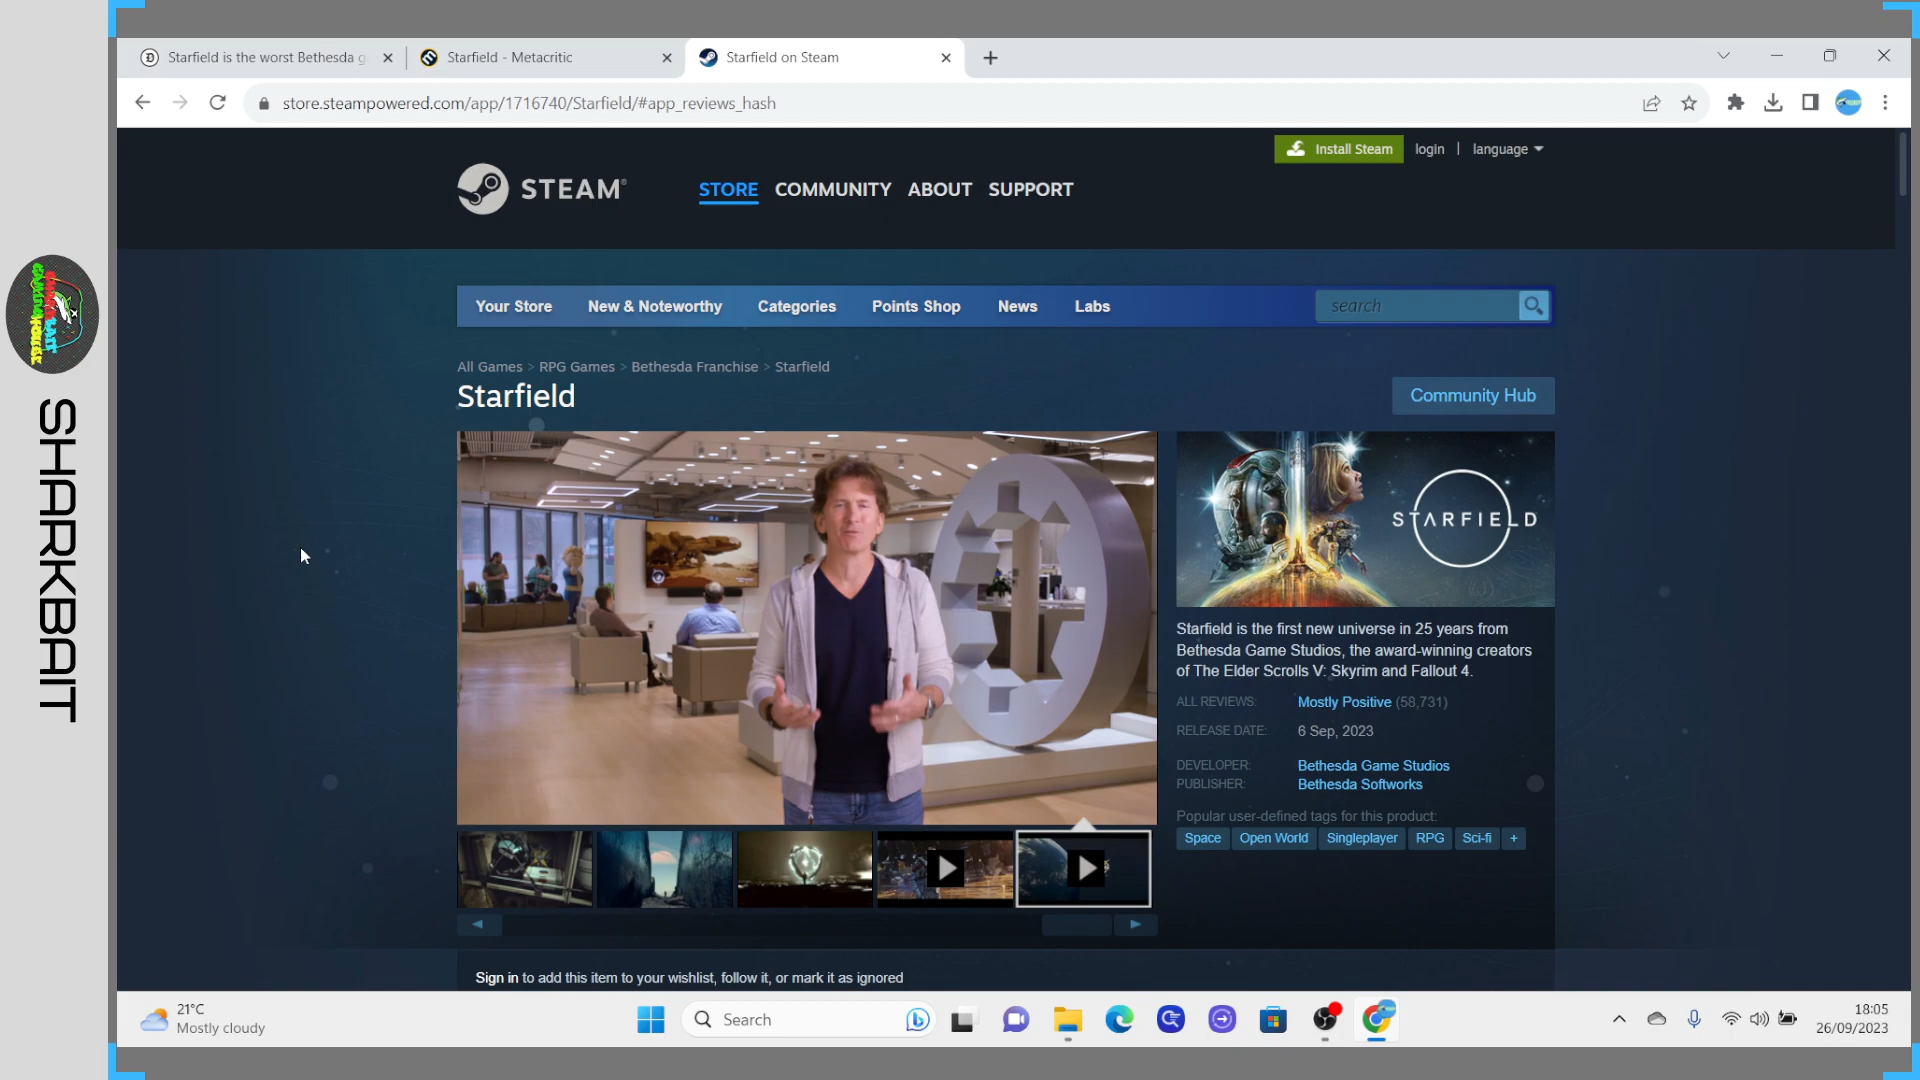 Starfield is the worst Bethesda g
Starfield - Metacritic
Starfield on Steam
store.steampowered.com/app/1716740/Starfield/#app_reviews_hash
Install Steam
login | language
STEAM®
STORE COMMUNITY ABOUT SUPPORT
Your Store New & Noteworthy Categories Points Shop News Labs
search
All Games > RPG Games > Bethesda Franchise > Starfield
Starfield
Community Hub
STARFIELD
Starfield is the first new universe in 25 years from
Bethesda Game Studios, the award-winning creators
of The Elder Scrolls V: Skyrim and Fallout 4.
ALL REVIEWS: Mostly Positive (58,731)
RELEASE DATE: 6 Sep, 2023
DEVELOPER: Bethesda Game Studios
PUBLISHER: Bethesda Softworks
Popular user-defined tags for this product:
Space Open World Singleplayer RPG Sci-fi +
Sign in to add this item to your wishlist, follow it, or mark it as ignored
21°C
Mostly cloudy
Search
18:05
26/09/2023
SHARKBAIT